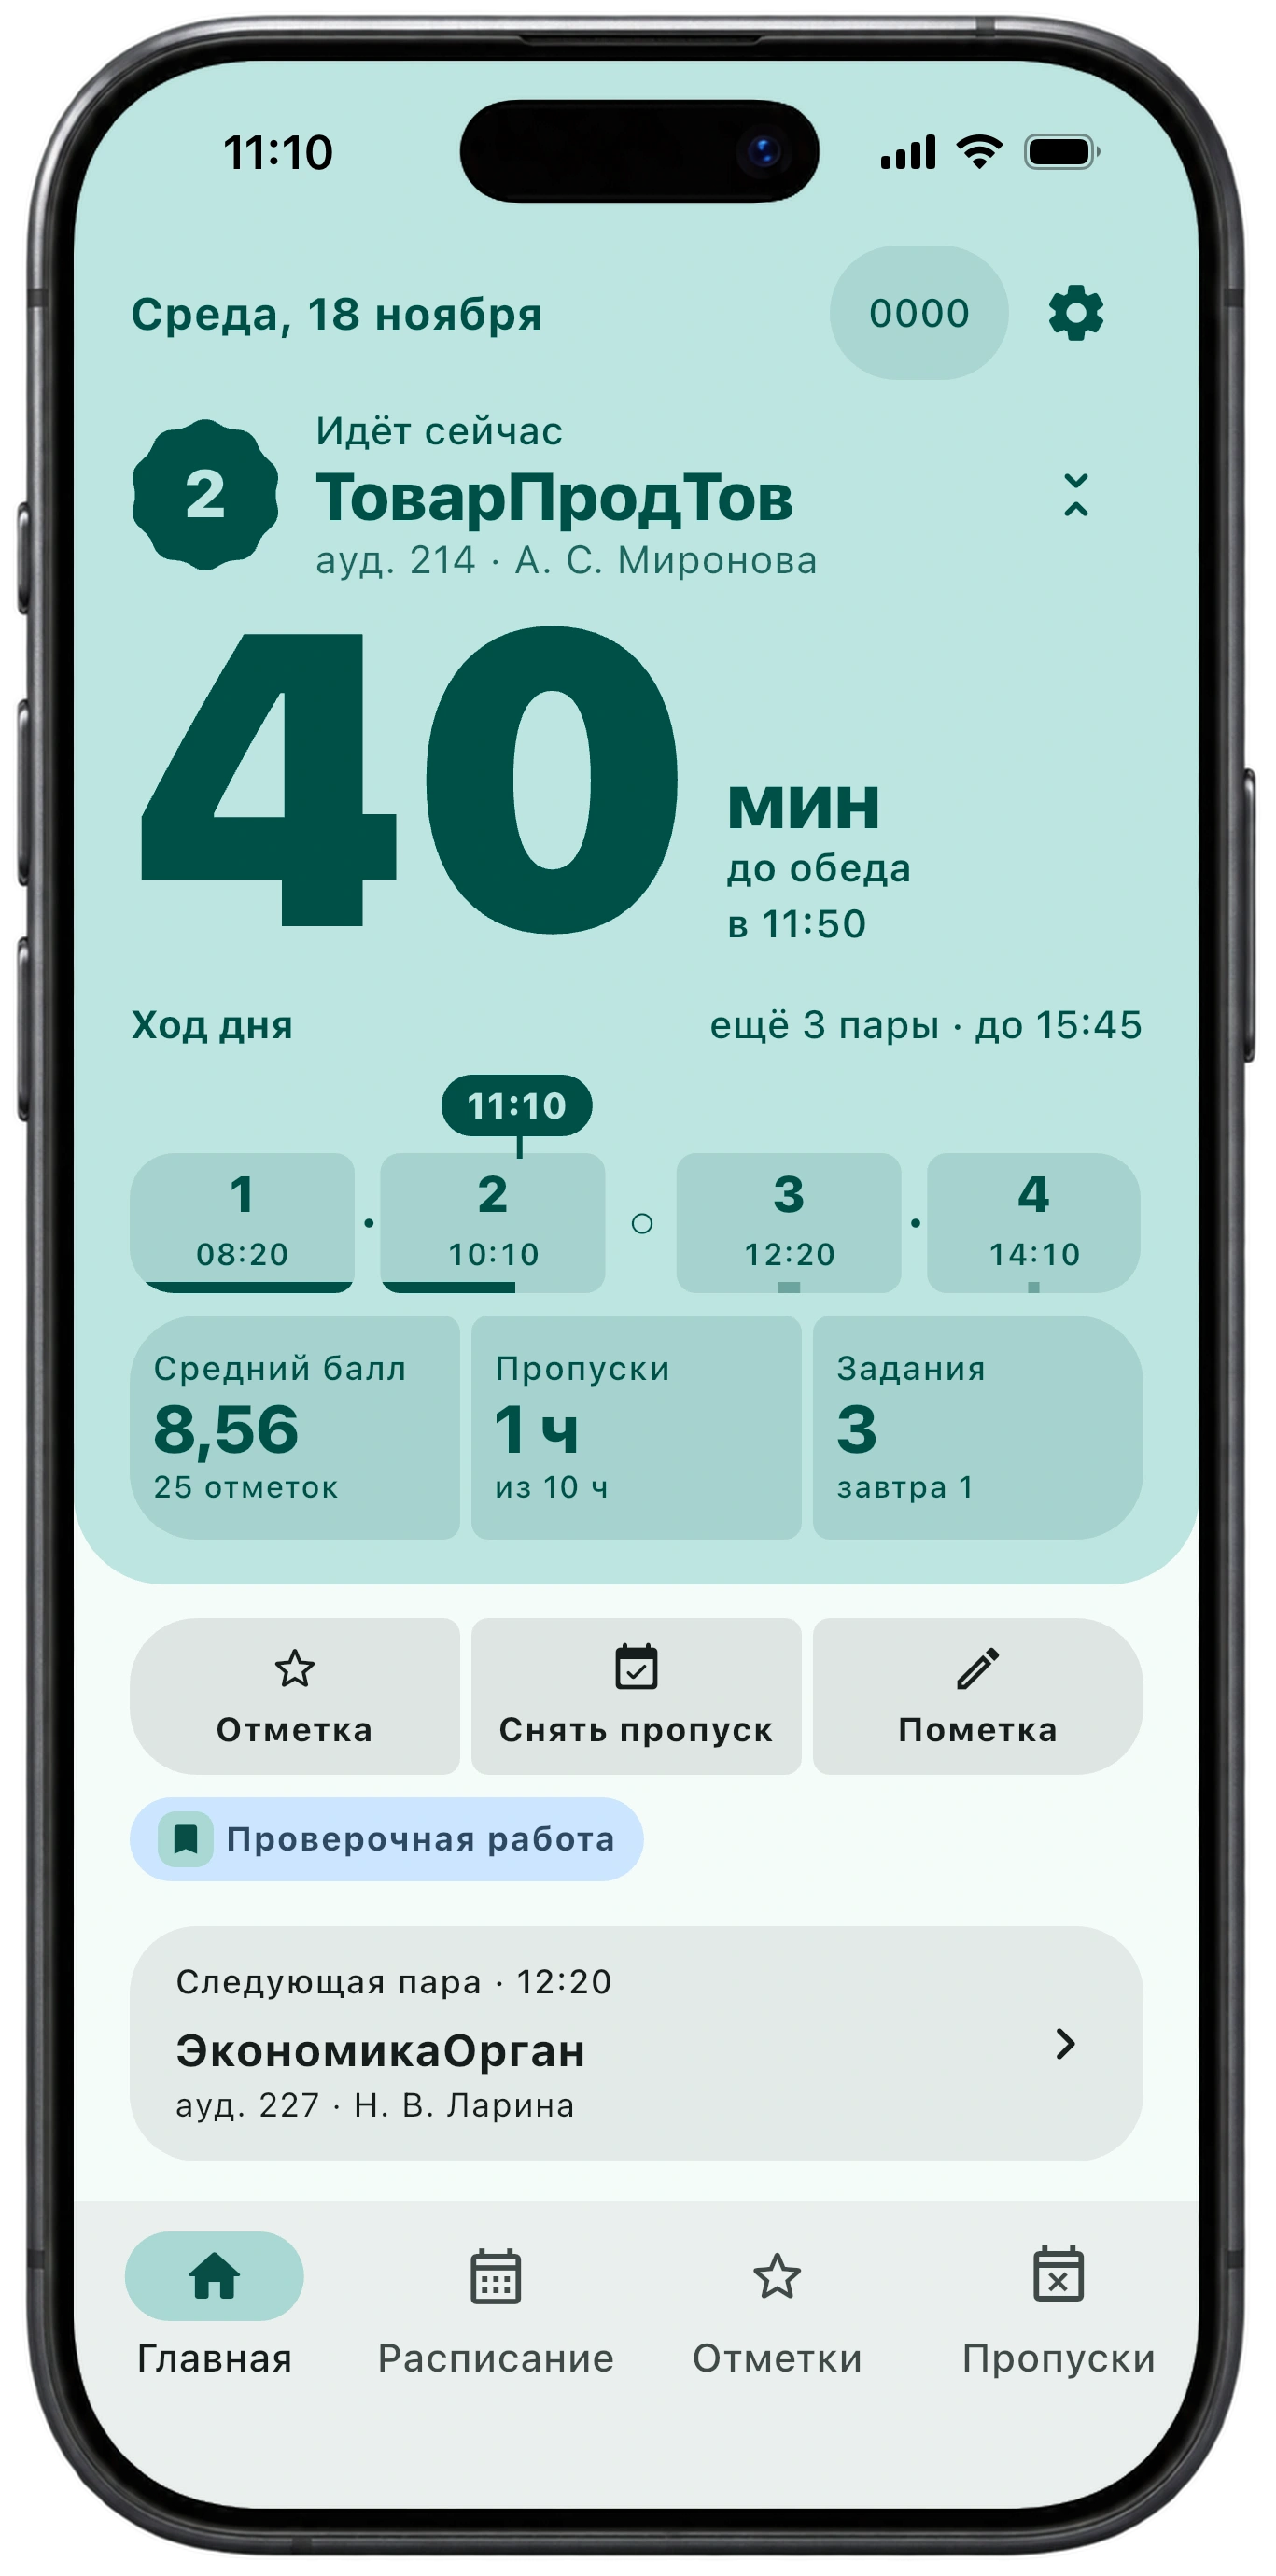 11:10
Среда, 18 ноября
0000
2
Идёт сейчас
ТоварПродТов
ауд. 214 · А. С. Миронова
40
мин
до обеда
в 11:50
Ход дня
ещё 3 пары · до 15:45
11:10
1
08:20
2
10:10
3
12:20
4
14:10
Средний балл
8,56
25 отметок
Пропуски
1 ч
из 10 ч
Задания
3
завтра 1
Отметка
Снять пропуск
Пометка
Проверочная работа
Следующая пара · 12:20
ЭкономикаОрган
ауд. 227 · Н. В. Ларина
Главная
Расписание
Отметки
Пропуски